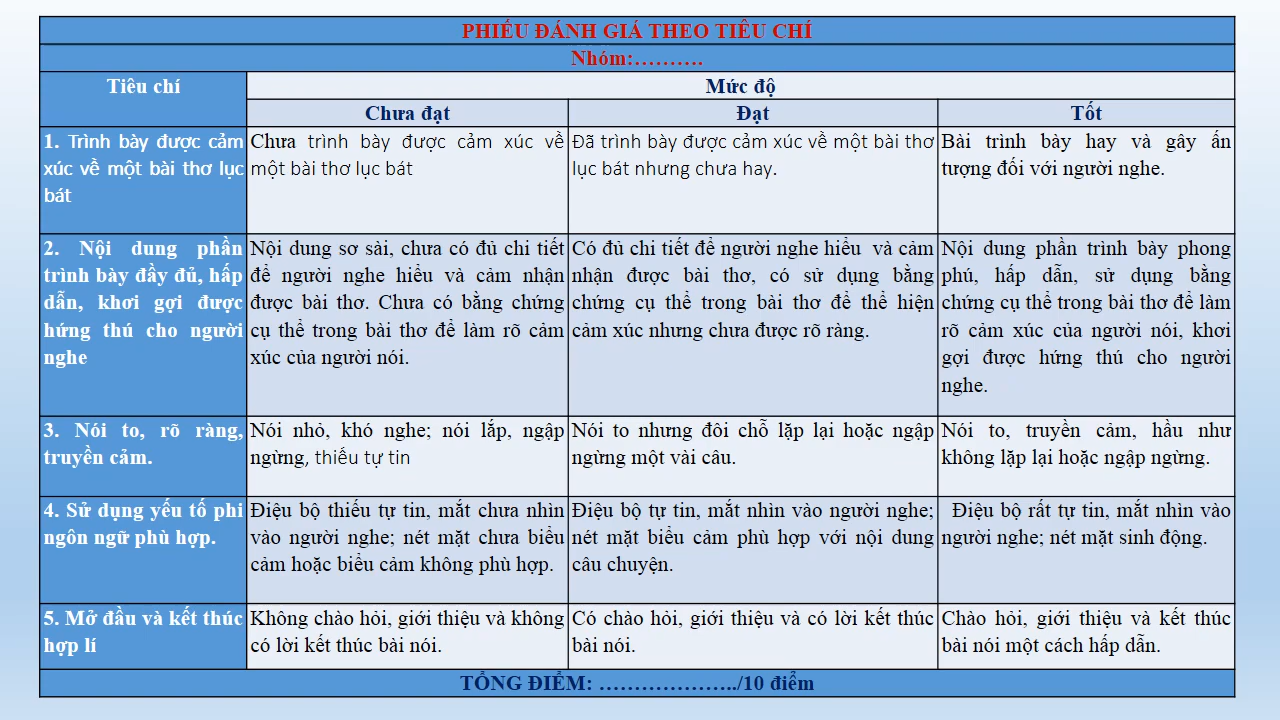 PHIẾU ĐÁNH GIÁ THEO TIÊU CHÍ
Nhóm:……….
Tiêu chí
Mức độ
Chưa đạt
Đạt
Tốt
1. Trình bày được cảm
xúc về một bài thơ lục
bát
Chưa trình bày được cảm xúc về
một bài thơ lục bát
Đã trình bày được cảm xúc về một bài thơ
lục bát nhưng chưa hay.
Bài trình bày hay và gây ấn
tượng đối với người nghe.
2. Nội dung phần
trình bày đầy đủ, hấp
dẫn, khơi gợi được
hứng thú cho người
nghe
Nội dung sơ sài, chưa có đủ chi tiết
để người nghe hiểu và cảm nhận
được bài thơ. Chưa có bằng chứng
cụ thể trong bài thơ để làm rõ cảm
xúc của người nói.
Có đủ chi tiết để người nghe hiểu và cảm
nhận được bài thơ, có sử dụng bằng
chứng cụ thể trong bài thơ để thể hiện
cảm xúc nhưng chưa được rõ ràng.
Nội dung phần trình bày phong
phú, hấp dẫn, sử dụng bằng
chứng cụ thể trong bài thơ để làm
rõ cảm xúc của người nói, khơi
gợi được hứng thú cho người
nghe.
3. Nói to, rõ ràng,
truyền cảm.
Nói nhỏ, khó nghe; nói lắp, ngập
ngừng, thiếu tự tin
Nói to nhưng đôi chỗ lặp lại hoặc ngập
ngừng một vài câu.
Nói to, truyền cảm, hầu như
không lặp lại hoặc ngập ngừng.
4. Sử dụng yếu tố phi
ngôn ngữ phù hợp.
Điệu bộ thiếu tự tin, mắt chưa nhìn
vào người nghe; nét mặt chưa biểu
cảm hoặc biểu cảm không phù hợp.
Điệu bộ tự tin, mắt nhìn vào người nghe;
nét mặt biểu cảm phù hợp với nội dung
câu chuyện.
Điệu bộ rất tự tin, mắt nhìn vào
người nghe; nét mặt sinh động.
5. Mở đầu và kết thúc
hợp lí
Không chào hỏi, giới thiệu và không
có lời kết thúc bài nói.
Có chào hỏi, giới thiệu và có lời kết thúc
bài nói.
Chào hỏi, giới thiệu và kết thúc
bài nói một cách hấp dẫn.
TỔNG ĐIỂM: ………………../10 điểm